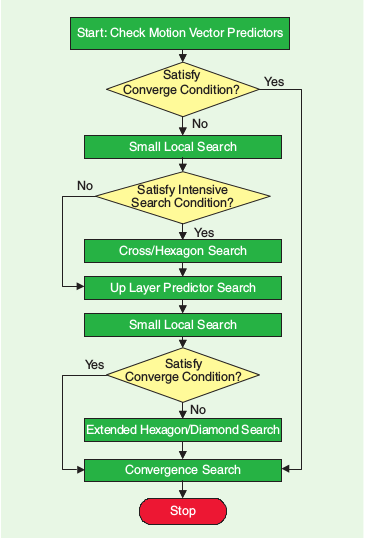 Start: Check Motion Vector Predictors
Satisfy
Converge Condition?
Yes
No
Small Local Search
No
Satisfy Intensive
Search Condition?
Yes
Cross/Hexagon Search
Up Layer Predictor Search
Small Local Search
Yes
Satisfy
Converge Condition?
No
Extended Hexagon/Diamond Search
Convergence Search
Stop